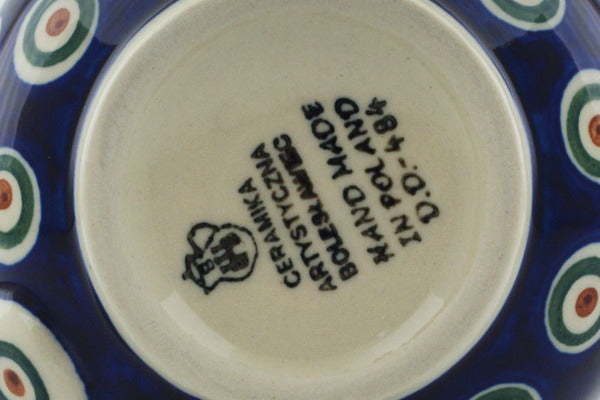 CERAMIKA
ARTYSTYCZNA
BOLESŁAWIEC
HAND MADE
IN POLAND
D.D.-484